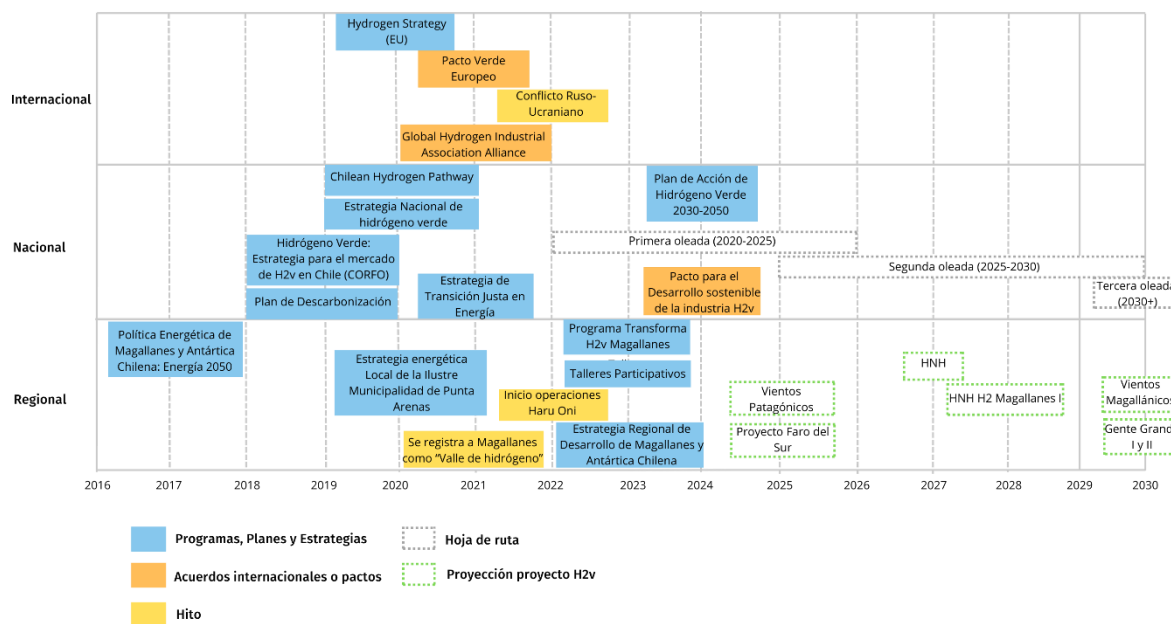 Internacional
Hydrogen Strategy
(EU)
Pacto Verde
Europeo
Conflicto Ruso-
Ucraniano
Global Hydrogen Industrial
Association Alliance
Nacional
Chilean Hydrogen Pathway
Estrategia Nacional de
hidrógeno verde
Hidrógeno Verde:
Estrategia para el mercado
de H2v en Chile (CORFO)
Plan de Descarbonización
Estrategia de
Transición Justa en
Energía
Plan de Acción de
Hidrógeno Verde
2030-2050
Primera oleada (2020-2025)
Segunda oleada (2025-2030)
Pacto para el
Desarrollo sostenible
de la industria H2v
Tercera oleada
(2030+)
Regional
Política Energética de
Magallanes y Antártica
Chilena: Energía 2050
Estrategia energética
Local de la Ilustre
Municipalidad de Punta
Arenas
Se registra a Magallanes
como "Valle de hidrógeno"
Programa Transforma
H2v Magallanes
Talleres Participativos
Inicio operaciones
Haru Oni
Estrategia Regional de
Desarrollo de Magallanes y
Antártica Chilena
Vientos
Patagónicos
Proyecto Faro del
Sur
HNH
HNH H2 Magallanes I
Vientos
Magallánicos
Gente Grande
I y II
2016 2017 2018 2019 2020 2021 2022 2023 2024 2025 2026 2027 2028 2029 2030
Programas, Planes y Estrategias
Hoja de ruta
Acuerdos internacionales o pactos
Proyección proyecto H2v
Hito